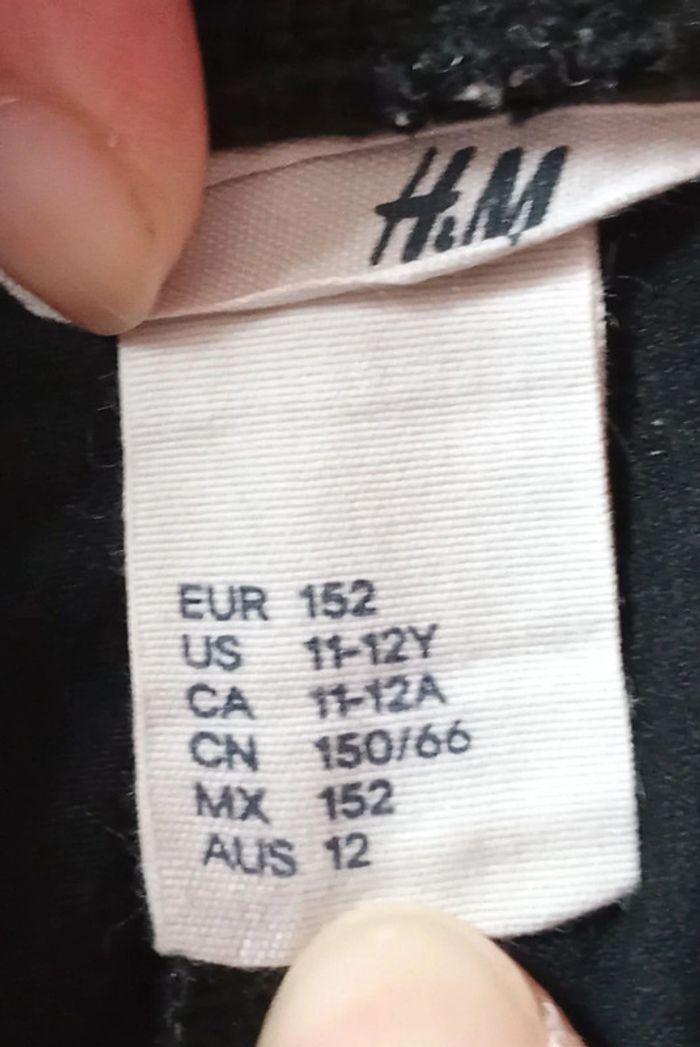 H&M
EUR 152
US 11-12Y
CA 11-12A
CN 150/66
MX 152
AUS 12